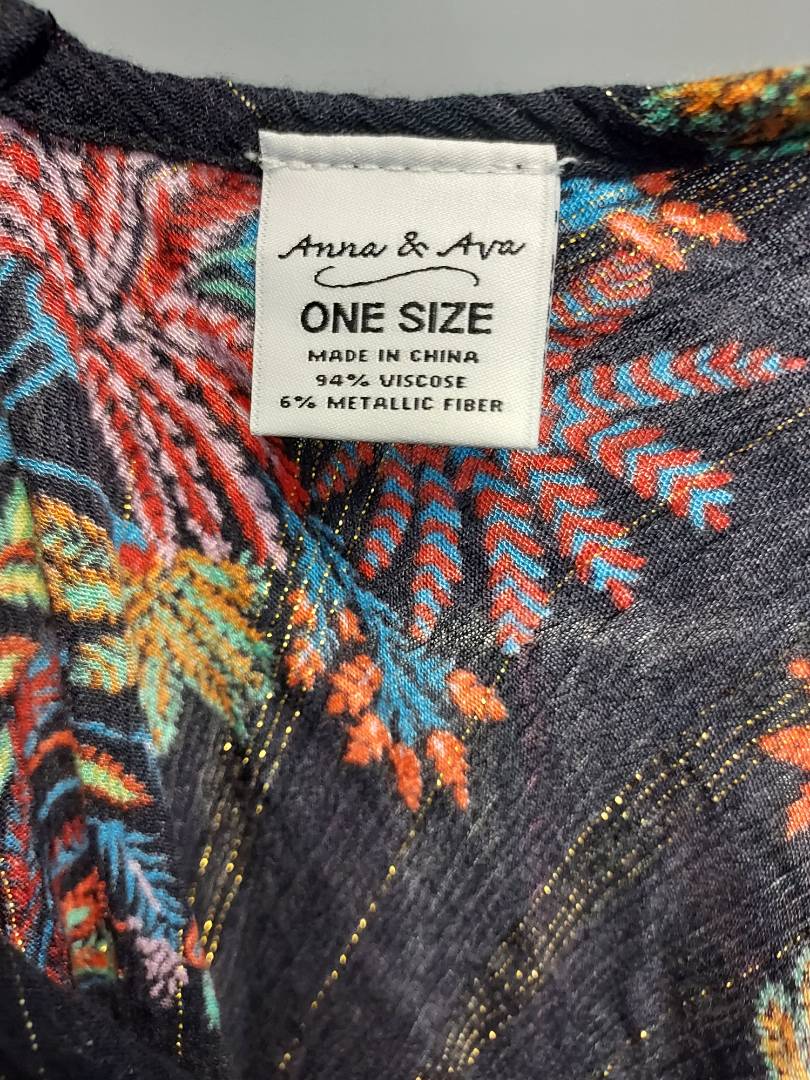 Anna & Ava
ONE SIZE
MADE IN CHINA
94% VISCOSE
6% METALLIC FIBER